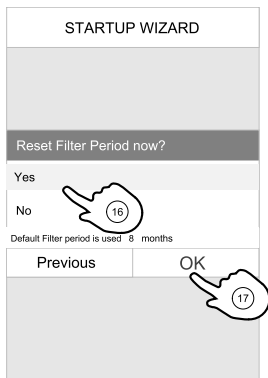 STARTUP WIZARD
Reset Filter Period now?
Yes
No
16
Default Filter period is used 8 months
Previous OK
17